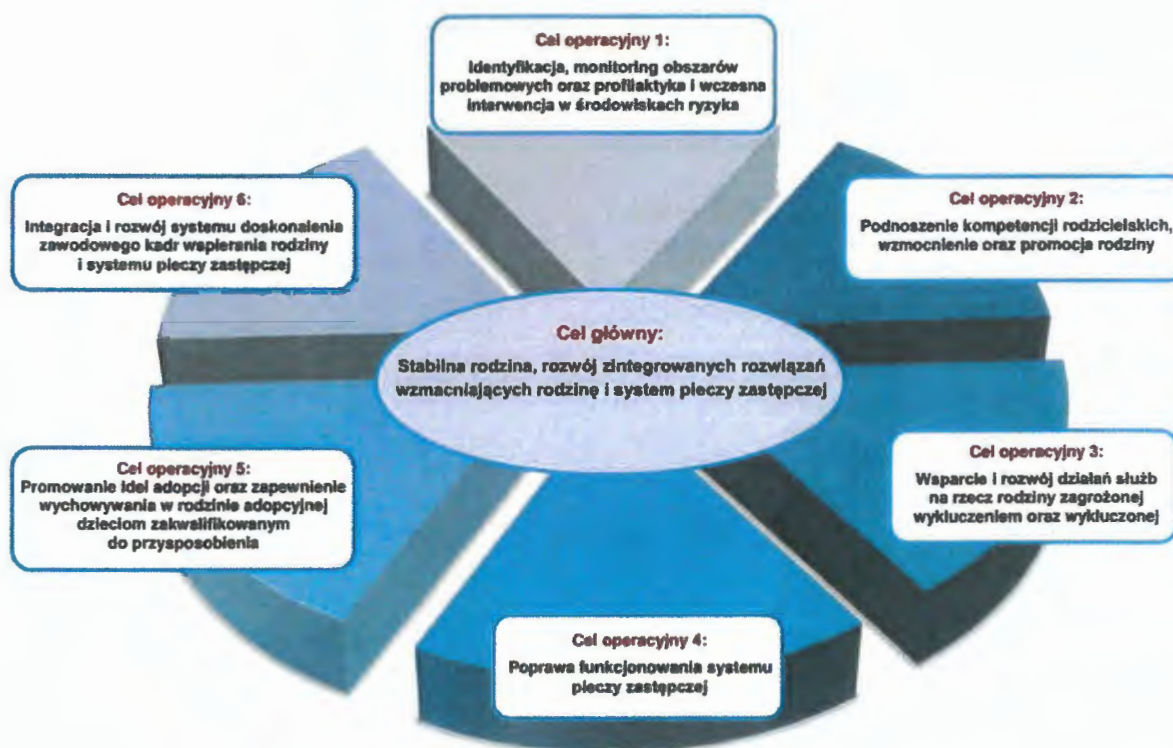 Cel operacyjny 1:
Identyfikacja, monitoring obszarów
problemowych oraz profilaktyka i wczesna
interwencja w środowiskach ryzyka
Cel operacyjny 2:
Podnoszenie kompetencji rodzicielskich,
wzmocnienie oraz promocja rodziny
Cel operacyjny 3:
Wsparcie i rozwój działań służb
na rzecz rodziny zagrożonej
wykluczeniem oraz wykluczonej
Cel operacyjny 4:
Poprawa funkcjonowania systemu
pieczy zastępczej
Cel operacyjny 5:
Promowanie idei adopcji oraz zapewnienie
wychowywania w rodzinie adopcyjnej
dzieciom zakwalifikowanym
do przysposobienia
Cel operacyjny 6:
Integracja i rozwój systemu doskonalenia
zawodowego kadr wspierania rodziny
i systemu pieczy zastępczej
Cel główny:
Stabilna rodzina, rozwój zintegrowanych rozwiązań
wzmacniających rodzinę i system pieczy zastępczej